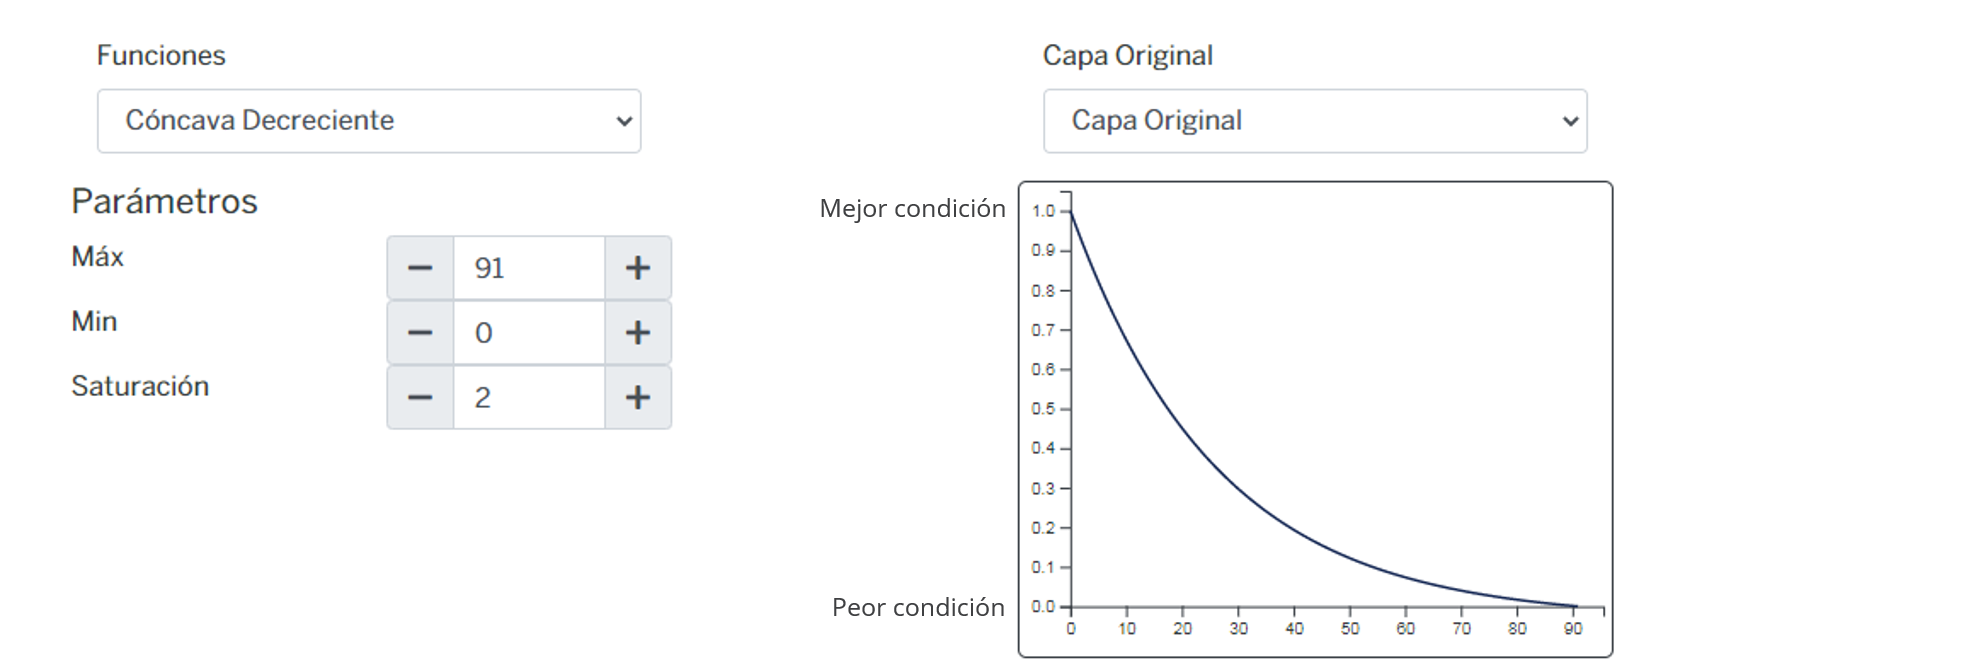 Funciones
Cóncava Decreciente
Parámetros
Máx
91
Min
0
Saturación
2
Capa Original
Capa Original
Mejor condición
Peor condición
1.0
0.9
0.8
0.7
0.6
0.5
0.4
0.3
0.2
0.1
0.0
0 10 20 30 40 50 60 70 80 90